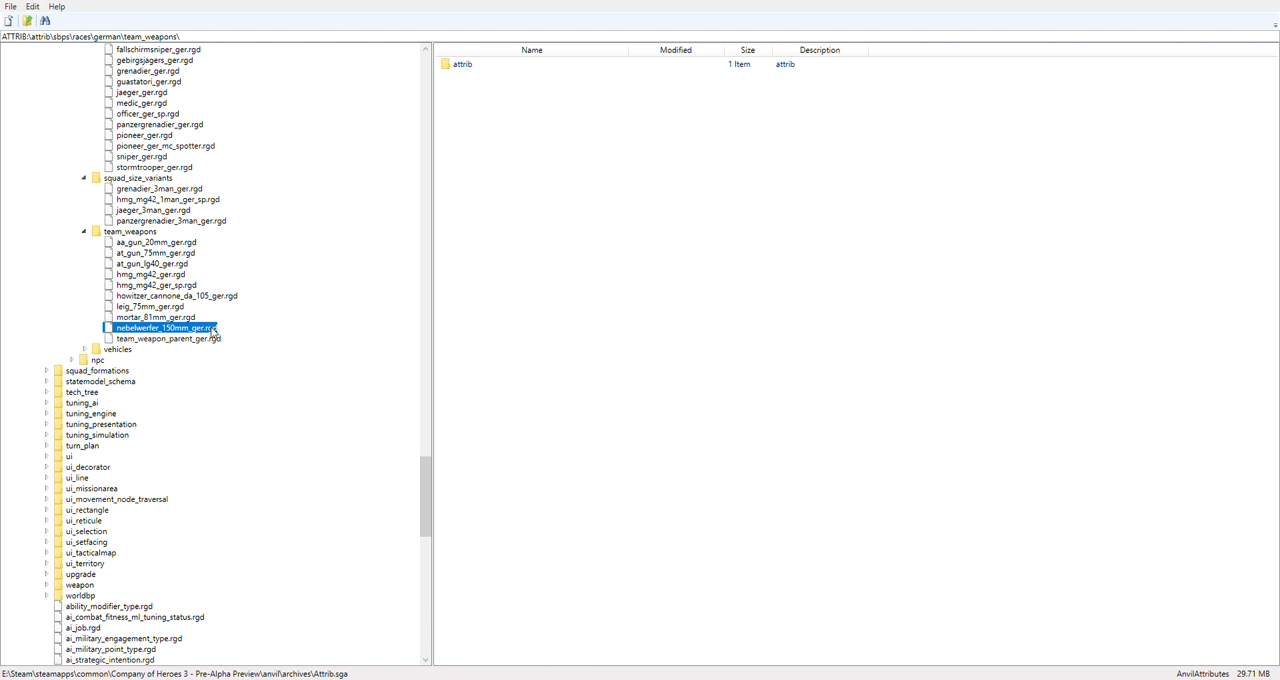 File Edit Help
ATTRIB:\attrib\sbps\races\german\team_weapons\
fallschirmsniper_ger.rgd
gebirgsjagers_ger.rgd
grenadier_ger.rgd
guastatori_ger.rgd
jaeger_ger.rgd
medic_ger.rgd
officer_ger_sp.rgd
panzergrenadier_ger.rgd
pioneer_ger.rgd
pioneer_ger_mc_spotter.rgd
sniper_ger.rgd
stormtrooper_ger.rgd
squad_size_variants
grenadier_3man_ger.rgd
hmg_mg42_1man_ger_sp.rgd
jaeger_3man_ger.rgd
panzergrenadier_3man_ger.rgd
team_weapons
aa_gun_20mm_ger.rgd
at_gun_75mm_ger.rgd
at_gun_lg40_ger.rgd
hmg_mg42_ger.rgd
hmg_mg42_ger_sp.rgd
howitzer_cannone_da_105_ger.rgd
leig_75mm_ger.rgd
mortar_81mm_ger.rgd
nebelwerfer_150mm_ger.rgd
team_weapon_parent_ger.rgd
vehicles
npc
squad_formations
statemodel_schema
tech_tree
tuning_ai
tuning_engine
tuning_presentation
tuning_simulation
turn_plan
ui
ui_decorator
ui_line
ui_missionarea
ui_movement_node_traversal
ui_rectangle
ui_reticule
ui_selection
ui_setfacing
ui_tacticalmap
ui_territory
upgrade
weapon
worldbp
ability_modifier_type.rgd
ai_combat_fitness_ml_tuning_status.rgd
ai_job.rgd
ai_military_engagement_type.rgd
ai_military_point_type.rgd
ai_strategic_intention.rgd
Name Modified Size Description
attrib 1 Item attrib
E:\Steam\steamapps\common\Company of Heroes 3 - Pre-Alpha Preview\anvil\archives\Attrib.sga
AnvilAttributes 29.71 MB